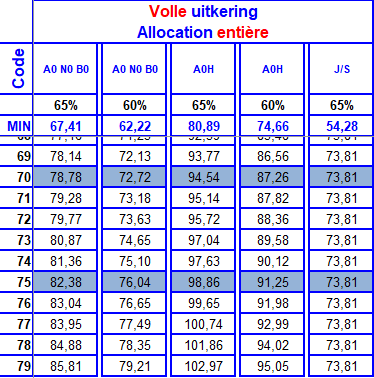 Volle uitkering
Allocation entière
Code A0 N0 B0 A0 N0 B0 A0H A0H J/S
65% 60% 65% 60% 65%
MIN 67,41 62,22 80,89 74,66 54,28
69 78,14 72,13 93,77 86,56 73,81
70 78,78 72,72 94,54 87,26 73,81
71 79,28 73,18 95,14 87,82 73,81
72 79,77 73,63 95,72 88,36 73,81
73 80,87 74,65 97,04 89,58 73,81
74 81,36 75,10 97,63 90,12 73,81
75 82,38 76,04 98,86 91,25 73,81
76 83,04 76,65 99,65 91,98 73,81
77 83,95 77,49 100,74 92,99 73,81
78 84,88 78,35 101,86 94,02 73,81
79 85,81 79,21 102,97 95,05 73,81